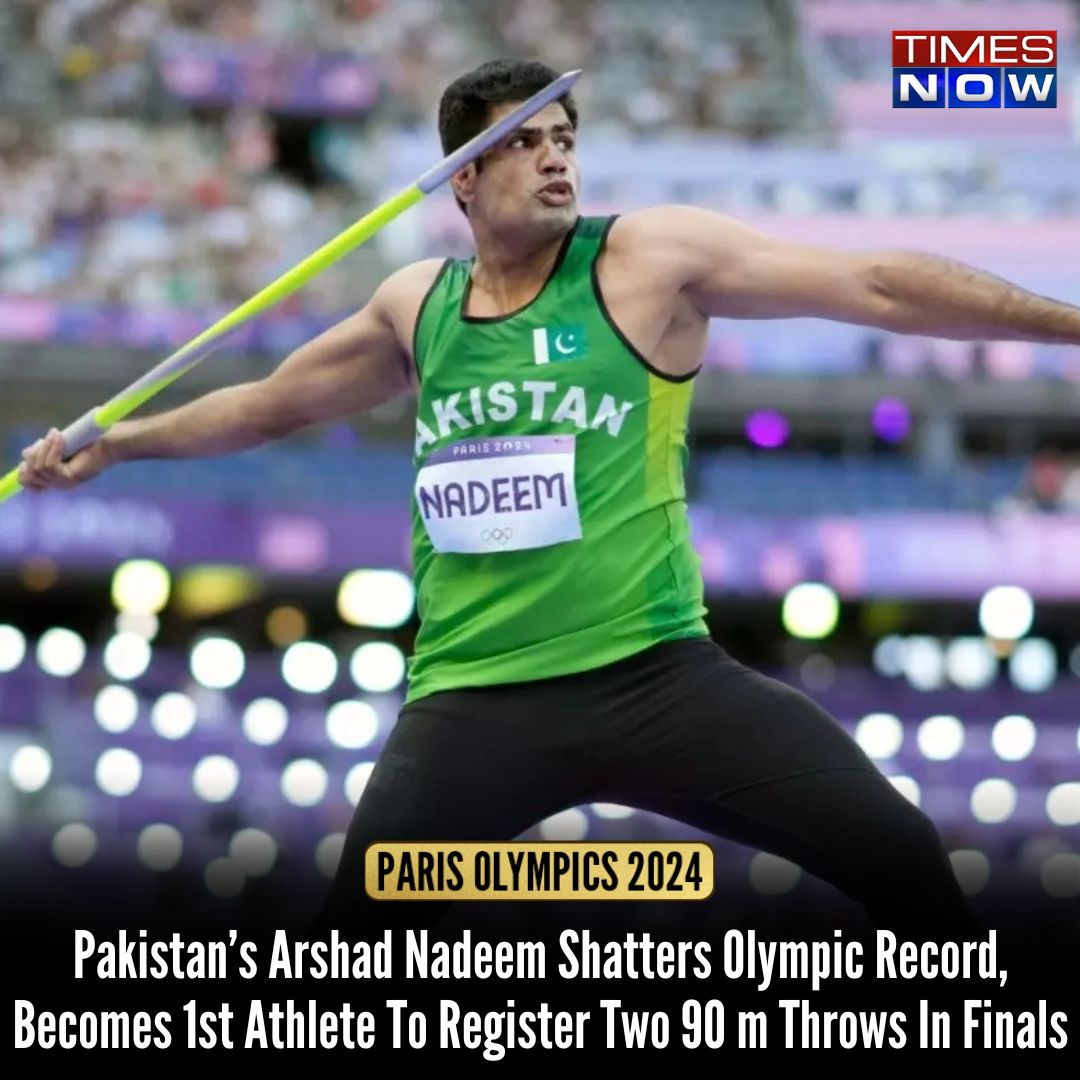 TIMES
NOW
AKISTAN
PARIS 2024
NADEEM
PARIS OLYMPICS 2024
Pakistan’s Arshad Nadeem Shatters Olympic Record,
Becomes 1st Athlete To Register Two 90 m Throws In Finals